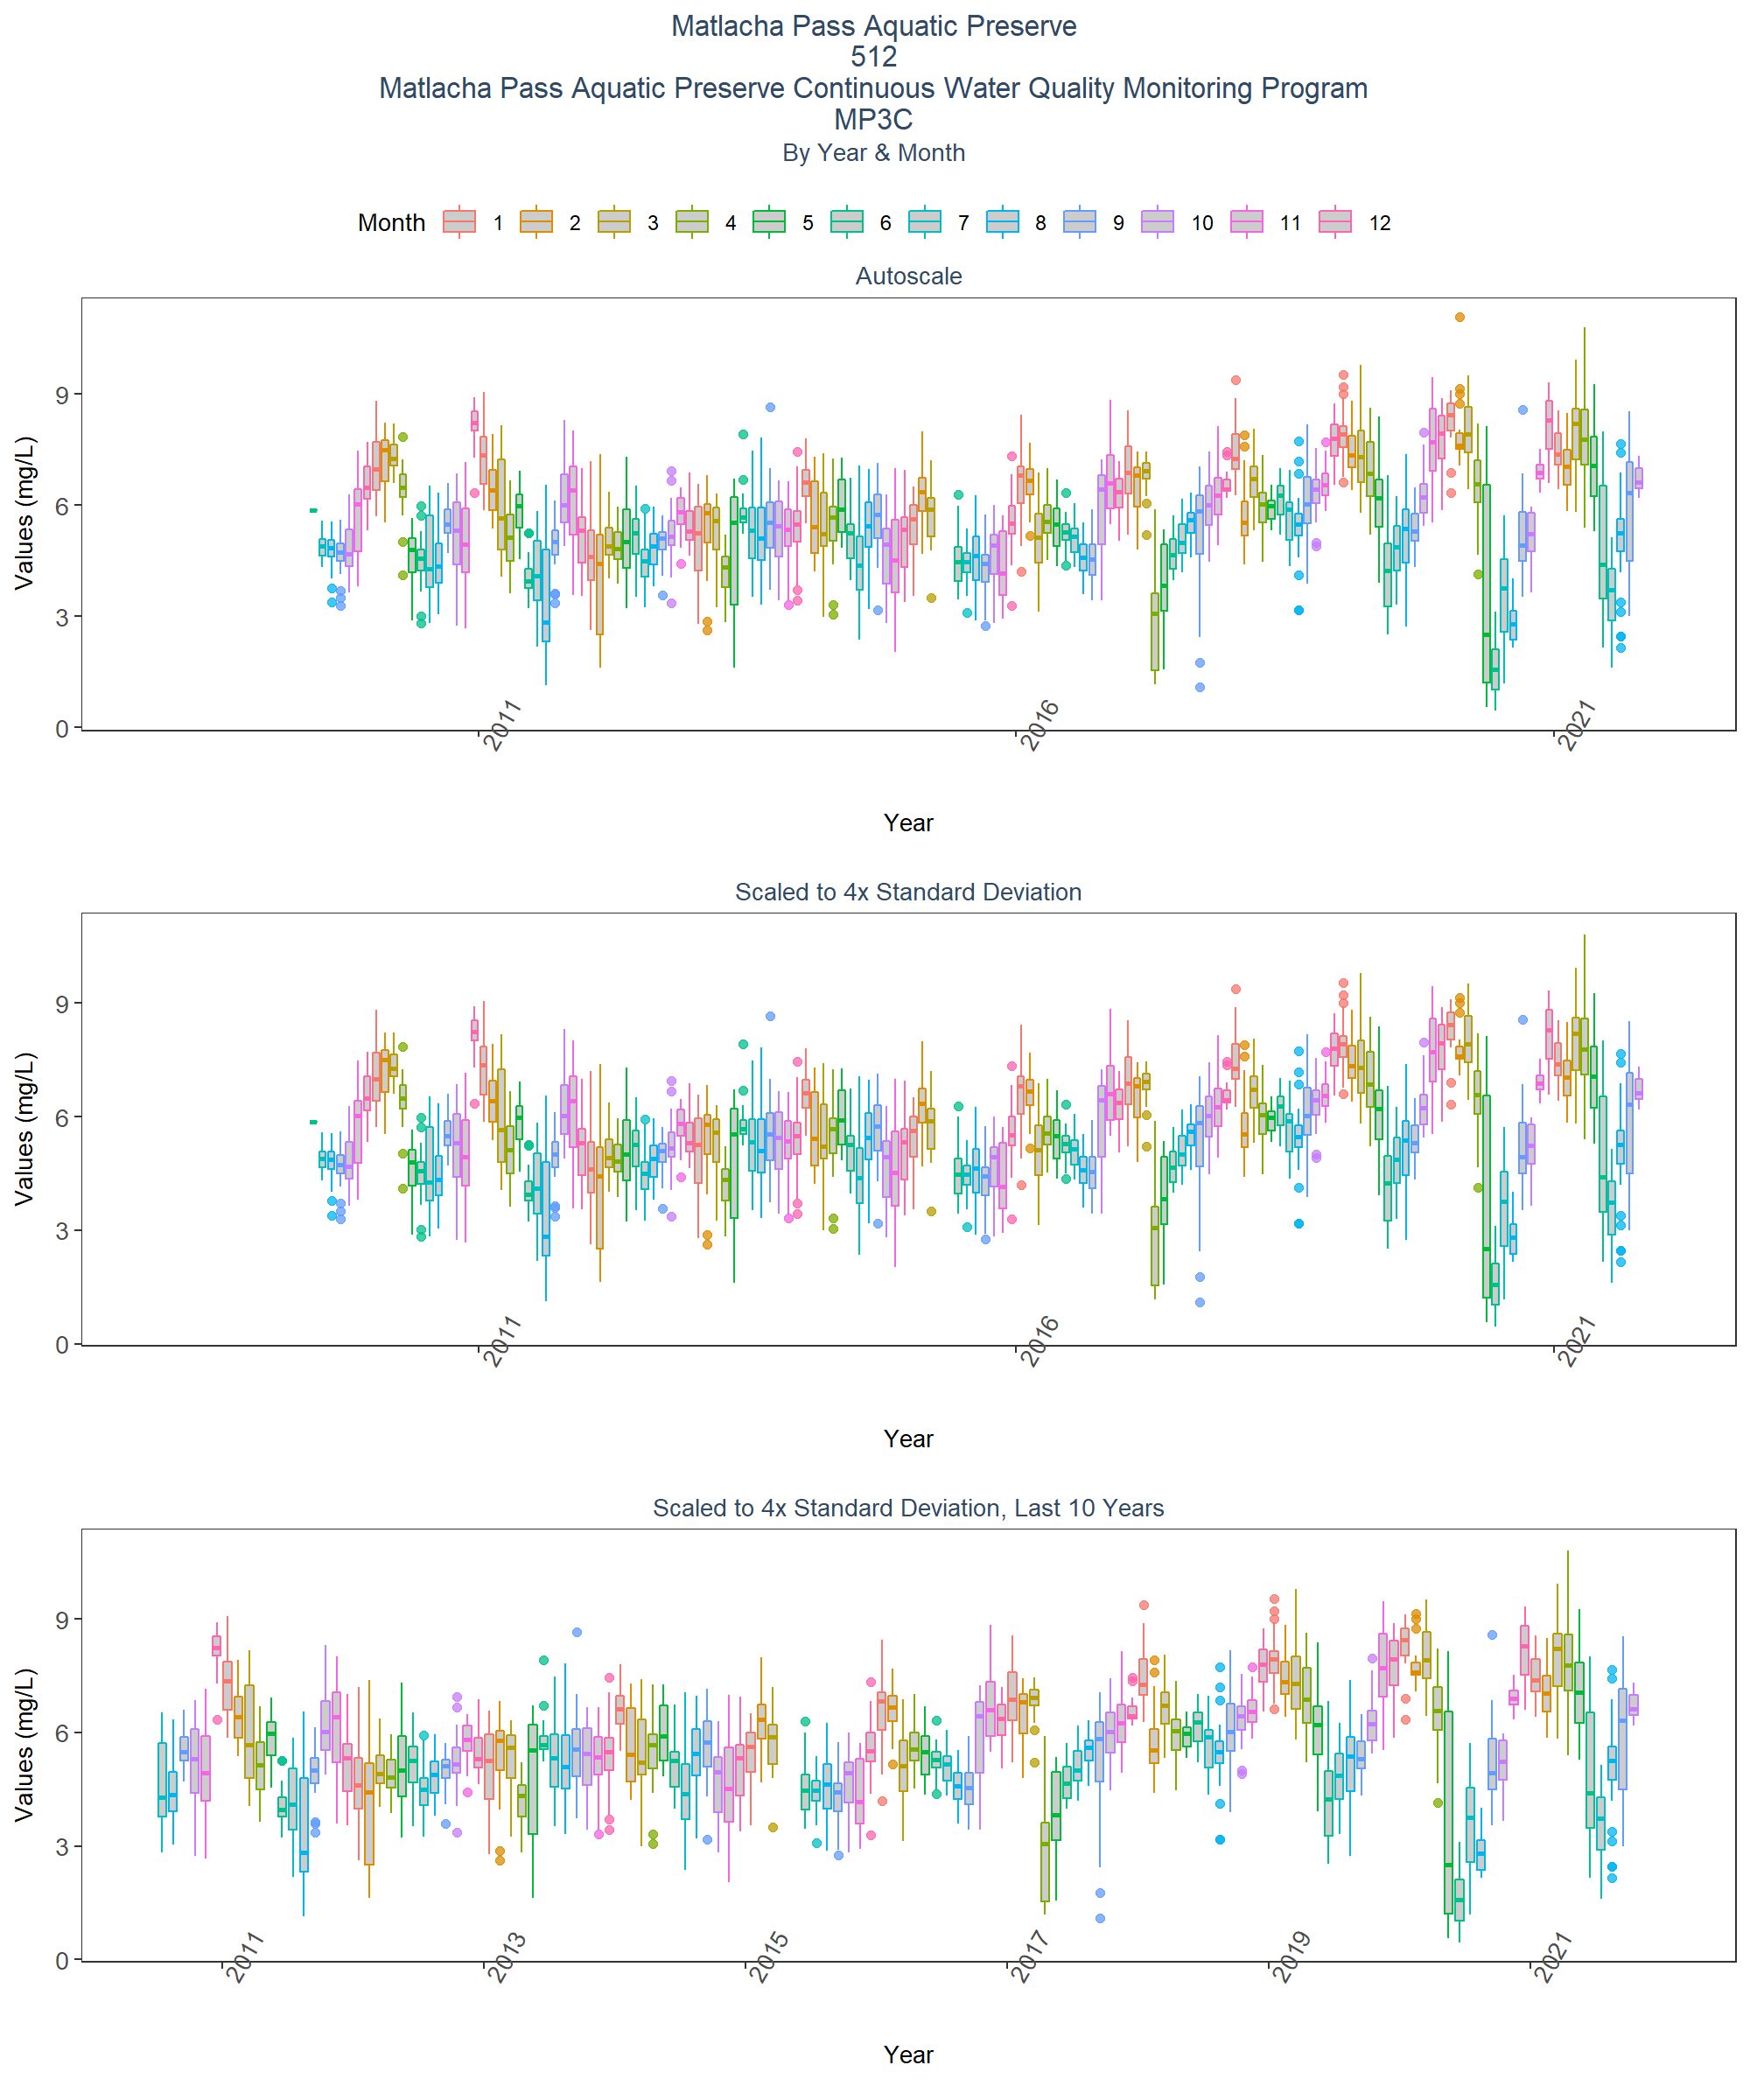 Matlacha Pass Aquatic Preserve
512
Matlacha Pass Aquatic Preserve Continuous Water Quality Monitoring Program
MP3C
By Year & Month
Month 1 2 3 4 5 6 7 8 9 10 11 12
Autoscale
Values (mg/L)
9
6
3
0
2011 2016 2021
Year
Scaled to 4x Standard Deviation
Values (mg/L)
9
6
3
0
2011 2016 2021
Year
Scaled to 4x Standard Deviation, Last 10 Years
Values (mg/L)
9
6
3
0
2011 2013 2015 2017 2019 2021
Year